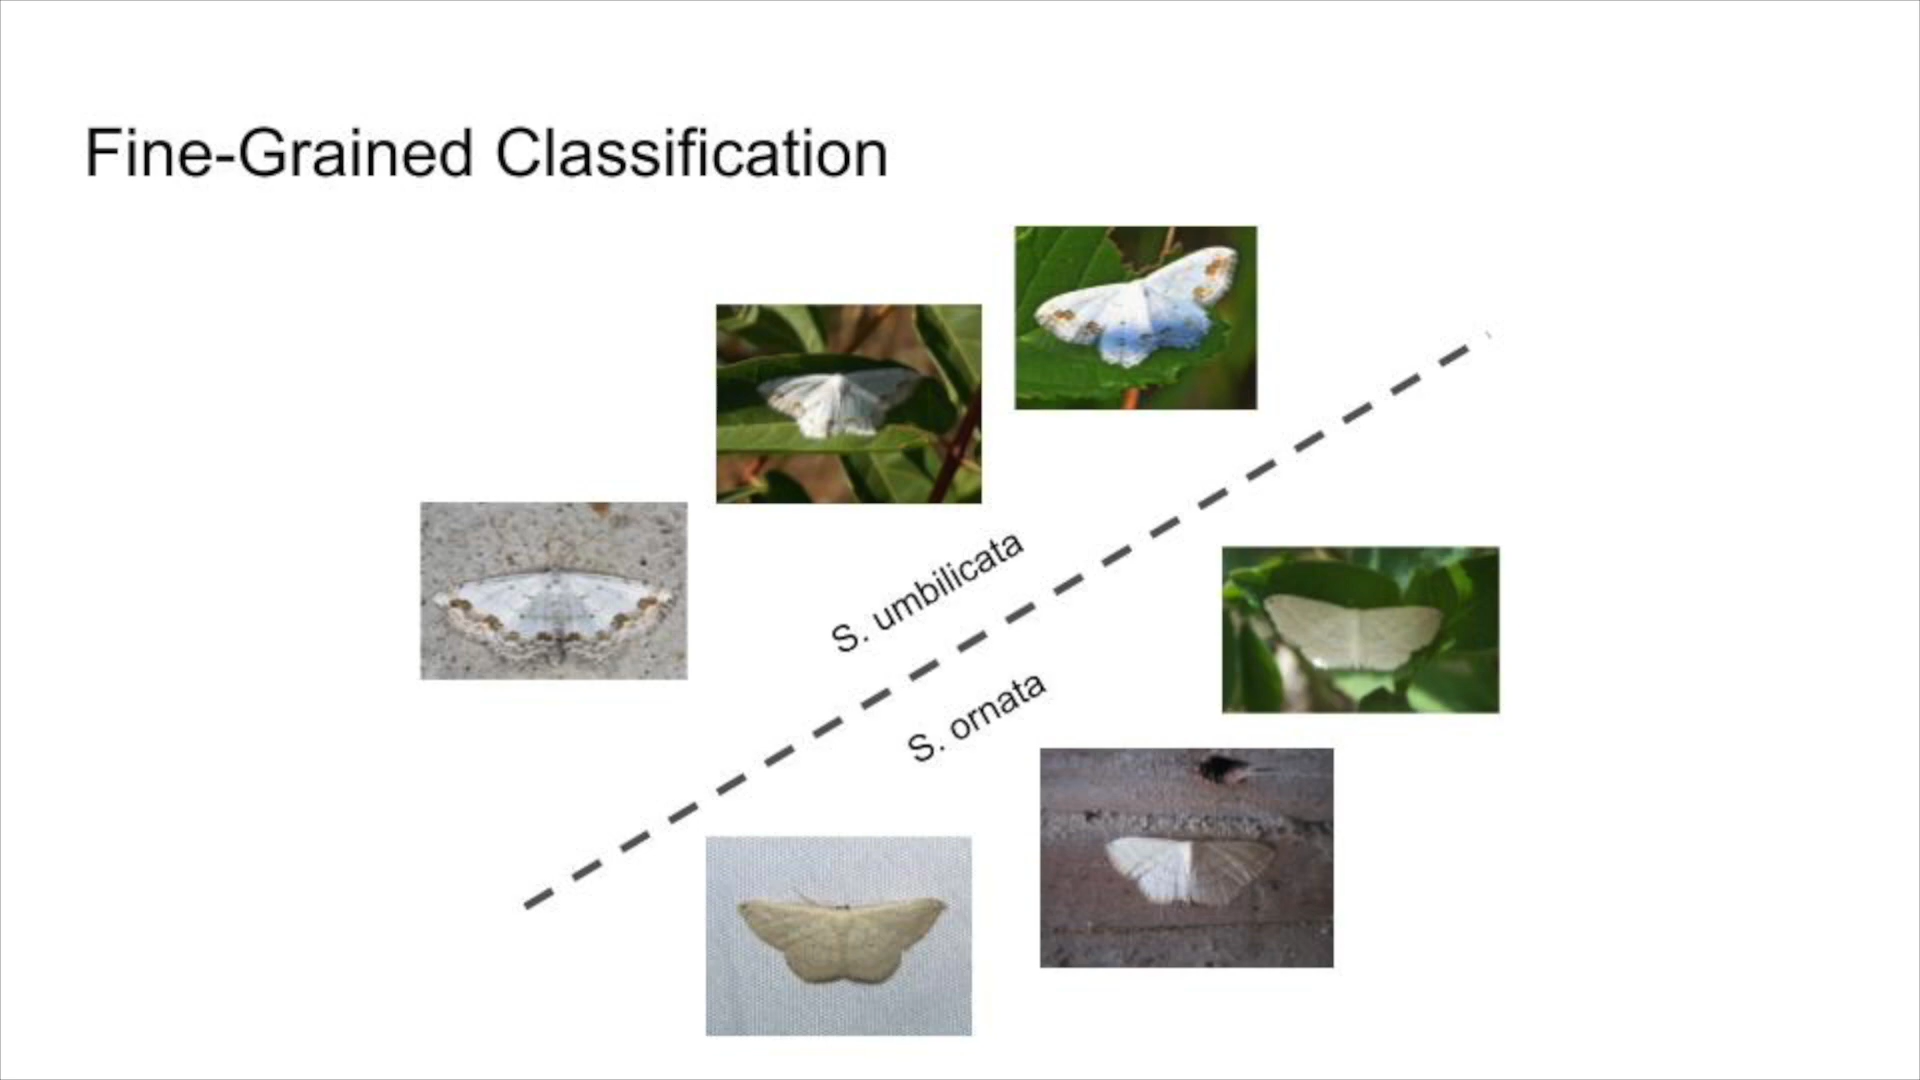 Fine-Grained Classification
S. umbilicata
S. ornata